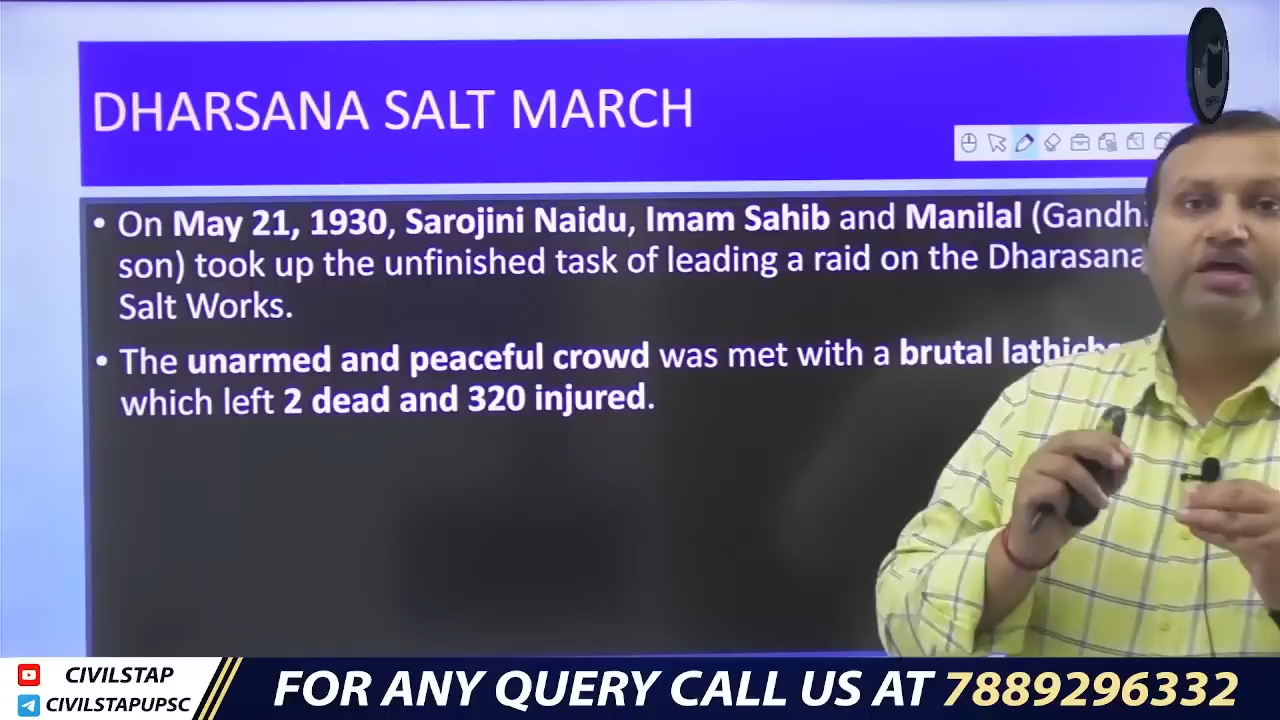 DHARSANA SALT MARCH
• On May 21, 1930, Sarojini Naidu, Imam Sahib and Manilal
son) took up the unfinished task of leading a raid on the Dharasana
Salt Works.
• The unarmed and peaceful crowd was met with a brutal
which left 2 dead and 320 injured.
CIVILSTAP
CIVILSTAPUPSC
FOR ANY QUERY CALL US AT 7889296332